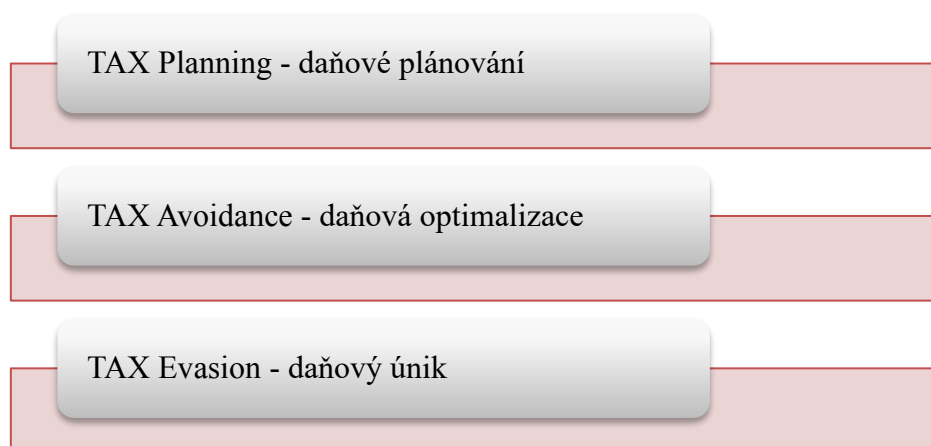 TAX Planning - daňové plánování
TAX Avoidance - daňová optimalizace
TAX Evasion - daňový únik